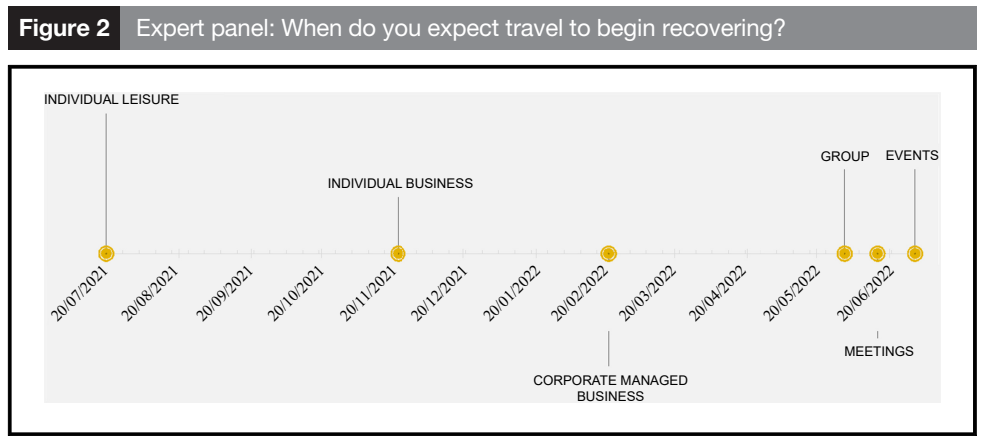 Figure 2 Expert panel: When do you expect travel to begin recovering?
INDIVIDUAL LEISURE
GROUP EVENTS
INDIVIDUAL BUSINESS
20/07/2021 20/08/2021 20/09/2021 20/10/2021 20/11/2021 20/12/2021 20/01/2022 20/02/2022 20/03/2022 20/04/2022 20/05/2022 20/06/2022
MEETINGS
CORPORATE MANAGED
BUSINESS